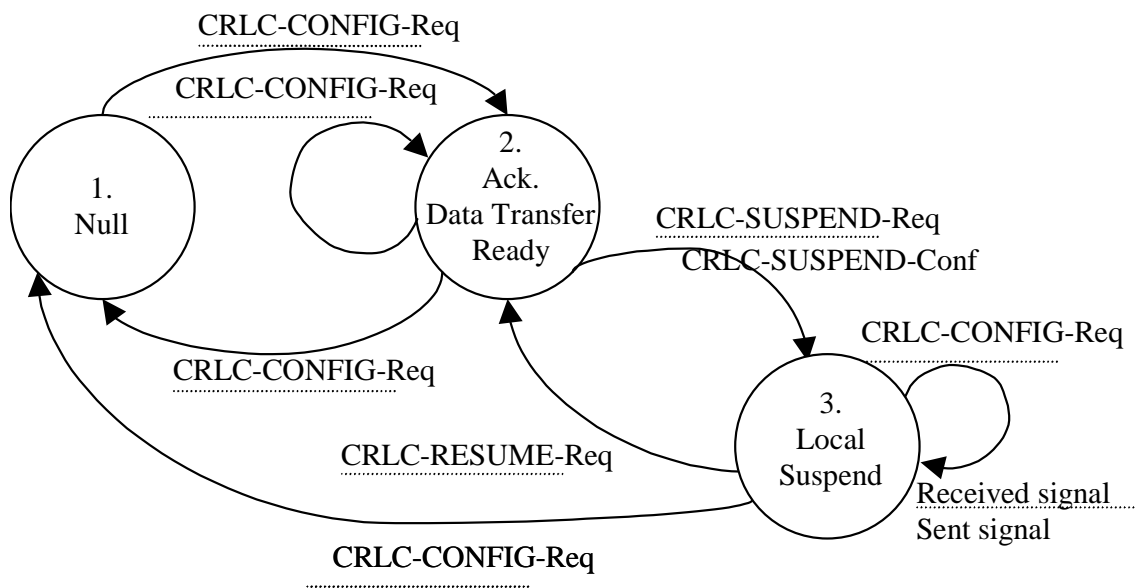 CRLC-CONFIG-Req
CRLC-CONFIG-Req
1.
Null
2.
Ack.
Data Transfer
Ready
CRLC-SUSPEND-Req
CRLC-SUSPEND-Conf
CRLC-CONFIG-Req
CRLC-CONFIG-Req
3.
Local
Suspend
CRLC-RESUME-Req
Received signal
Sent signal
CRLC-CONFIG-Req